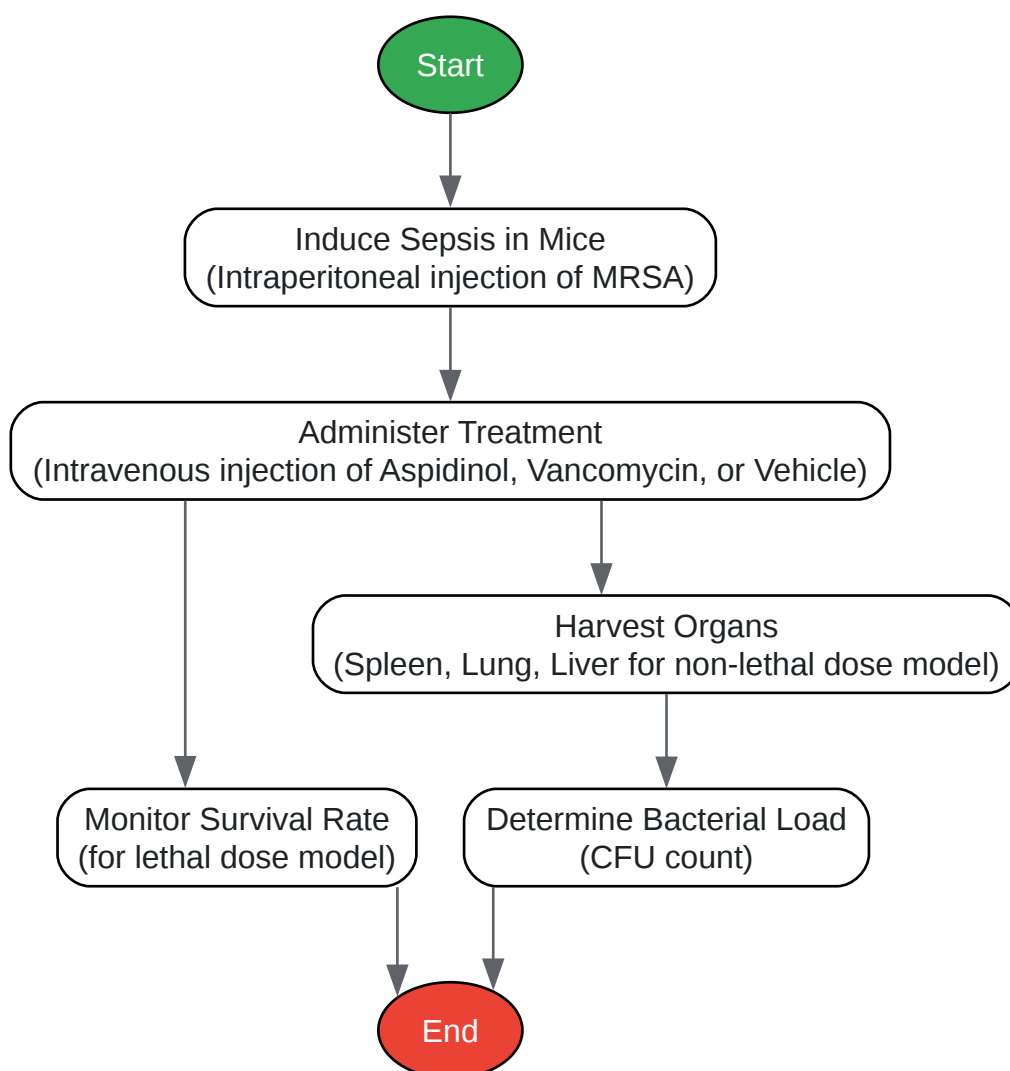 Start
Induce Sepsis in Mice
(Intraperitoneal injection of MRSA)
Administer Treatment
(Intravenous injection of Aspidinol, Vancomycin, or Vehicle)
Harvest Organs
(Spleen, Lung, Liver for non-lethal dose model)
Monitor Survival Rate
(for lethal dose model)
Determine Bacterial Load
(CFU count)
End